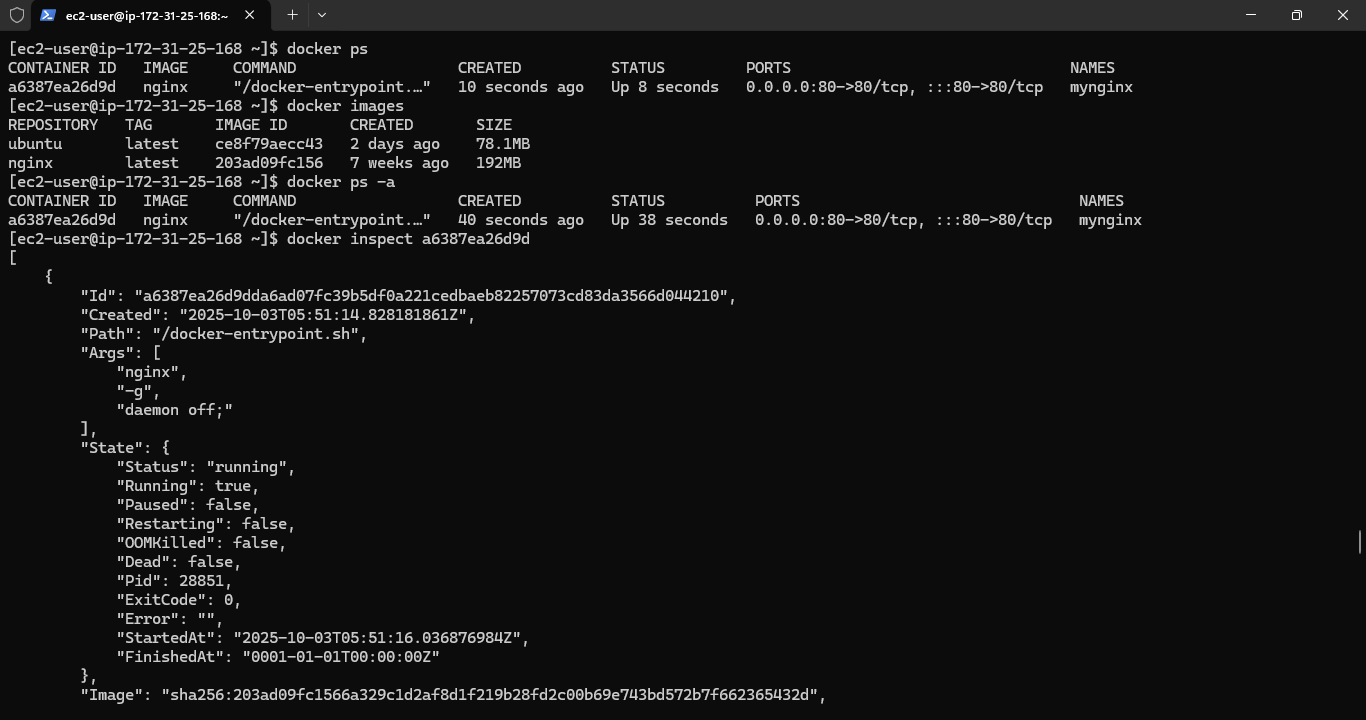 ec2-user@ip-172-31-25-168:~
[ec2-user@ip-172-31-25-168 ~]$ docker ps
CONTAINER ID   IMAGE     COMMAND                  CREATED          STATUS         PORTS                               NAMES
a6387ea26d9d   nginx     "/docker-entrypoint.…"   10 seconds ago   Up 8 seconds   0.0.0.0:80->80/tcp, :::80->80/tcp   mynginx
[ec2-user@ip-172-31-25-168 ~]$ docker images
REPOSITORY   TAG       IMAGE ID       CREATED       SIZE
ubuntu       latest    ce8f79aecc43   2 days ago    78.1MB
nginx        latest    203ad09fc156   7 weeks ago   192MB
[ec2-user@ip-172-31-25-168 ~]$ docker ps -a
CONTAINER ID   IMAGE     COMMAND                  CREATED          STATUS          PORTS                               NAMES
a6387ea26d9d   nginx     "/docker-entrypoint.…"   40 seconds ago   Up 38 seconds   0.0.0.0:80->80/tcp, :::80->80/tcp   mynginx
[ec2-user@ip-172-31-25-168 ~]$ docker inspect a6387ea26d9d
[
    {
        "Id": "a6387ea26d9dda6ad07fc39b5df0a221cedbaeb82257073cd83da3566d044210",
        "Created": "2025-10-03T05:51:14.828181861Z",
        "Path": "/docker-entrypoint.sh",
        "Args": [
            "nginx",
            "-g",
            "daemon off;"
        ],
        "State": {
            "Status": "running",
            "Running": true,
            "Paused": false,
            "Restarting": false,
            "OOMKilled": false,
            "Dead": false,
            "Pid": 28851,
            "ExitCode": 0,
            "Error": "",
            "StartedAt": "2025-10-03T05:51:16.036876984Z",
            "FinishedAt": "0001-01-01T00:00:00Z"
        },
        "Image": "sha256:203ad09fc1566a329c1d2af8d1f219b28fd2c00b69e743bd572b7f662365432d",